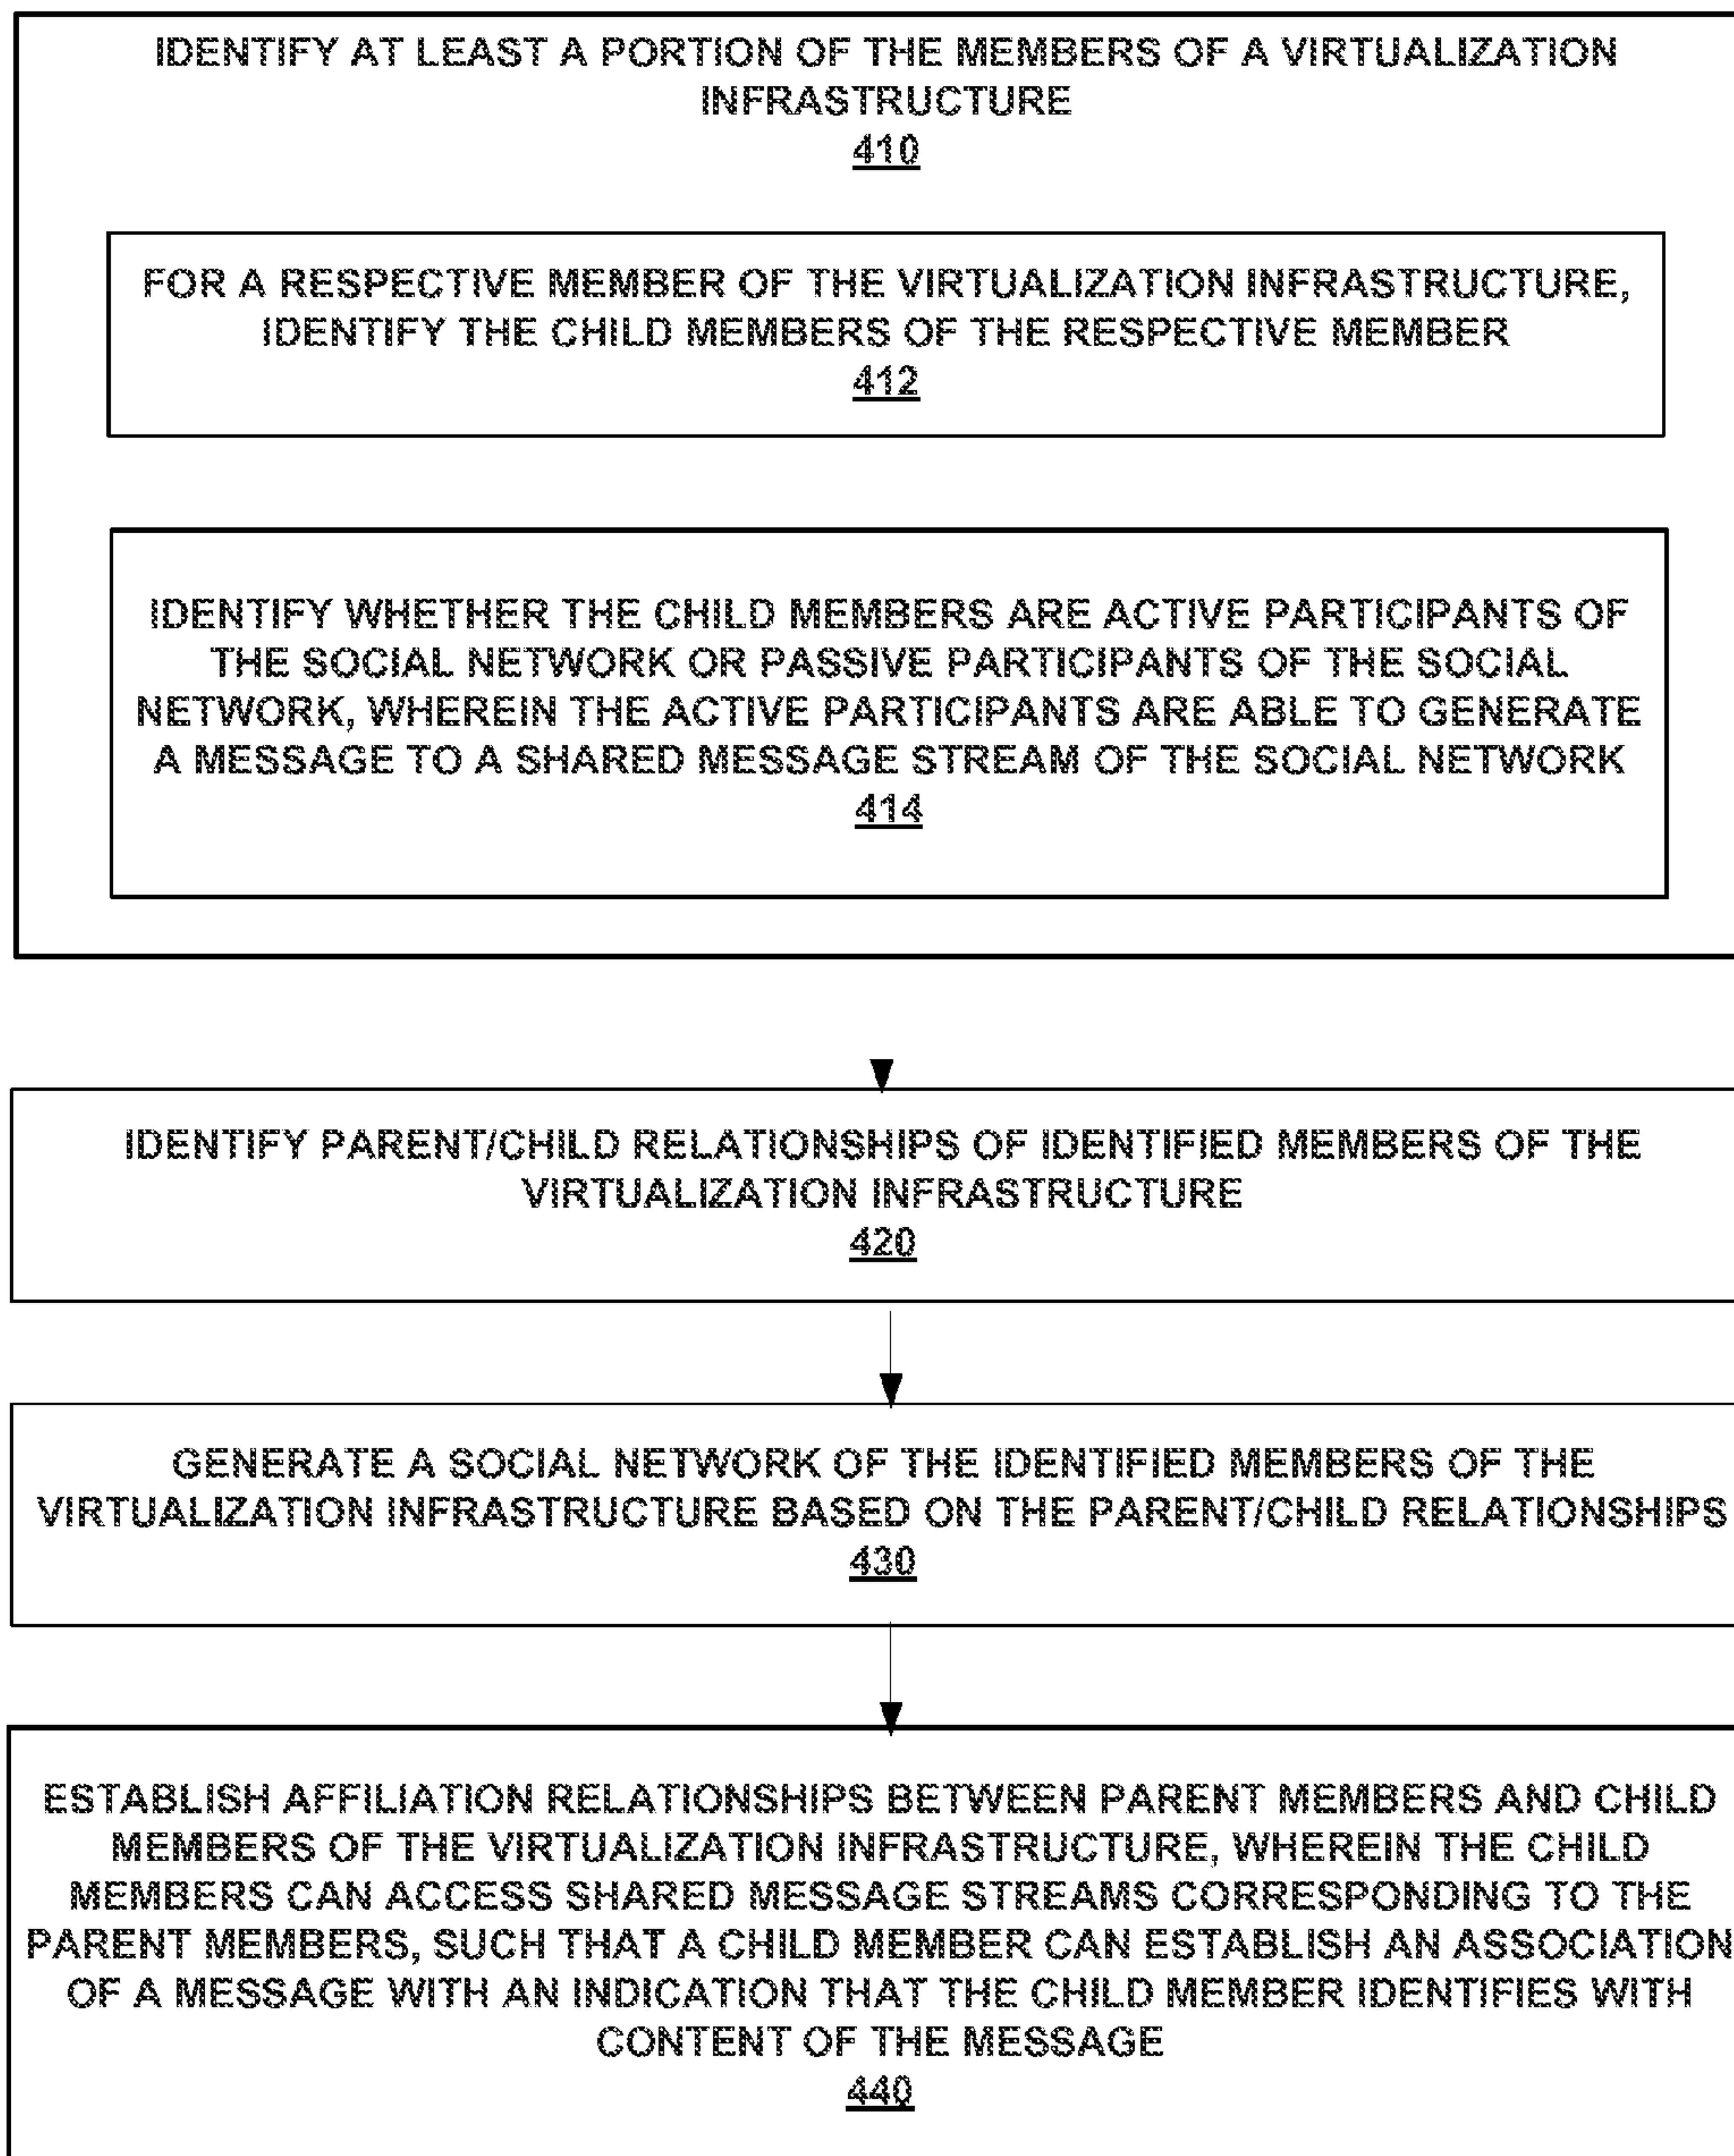 IDENTIFY AT LEAST A PORTION OF THE MEMBERS OF A VIRTUALIZATION
INFRASTRUCTURE
410
FOR A RESPECTIVE MEMBER OF THE VIRTUALIZATION INFRASTRUCTURE,
IDENTIFY THE CHILD MEMBERS OF THE RESPECTIVE MEMBER
412
IDENTIFY WHETHER THE CHILD MEMBERS ARE ACTIVE PARTICIPANTS OF
THE SOCIAL NETWORK OR PASSIVE PARTICIPANTS OF THE SOCIAL
NETWORK, WHEREIN THE ACTIVE PARTICIPANTS ARE ABLE TO GENERATE
A MESSAGE TO A SHARED MESSAGE STREAM OF THE SOCIAL NETWORK
414
IDENTIFY PARENT/CHILD RELATIONSHIPS OF IDENTIFIED MEMBERS OF THE
VIRTUALIZATION INFRASTRUCTURE
420
GENERATE A SOCIAL NETWORK OF THE IDENTIFIED MEMBERS OF THE
VIRTUALIZATION INFRASTRUCTURE BASED ON THE PARENT/CHILD RELATIONSHIPS
430
ESTABLISH AFFILIATION RELATIONSHIPS BETWEEN PARENT MEMBERS AND CHILD
MEMBERS OF THE VIRTUALIZATION INFRASTRUCTURE, WHEREIN THE CHILD
MEMBERS CAN ACCESS SHARED MESSAGE STREAMS CORRESPONDING TO THE
PARENT MEMBERS, SUCH THAT A CHILD MEMBER CAN ESTABLISH AN ASSOCIATION
OF A MESSAGE WITH AN INDICATION THAT THE CHILD MEMBER IDENTIFIES WITH
CONTENT OF THE MESSAGE
440